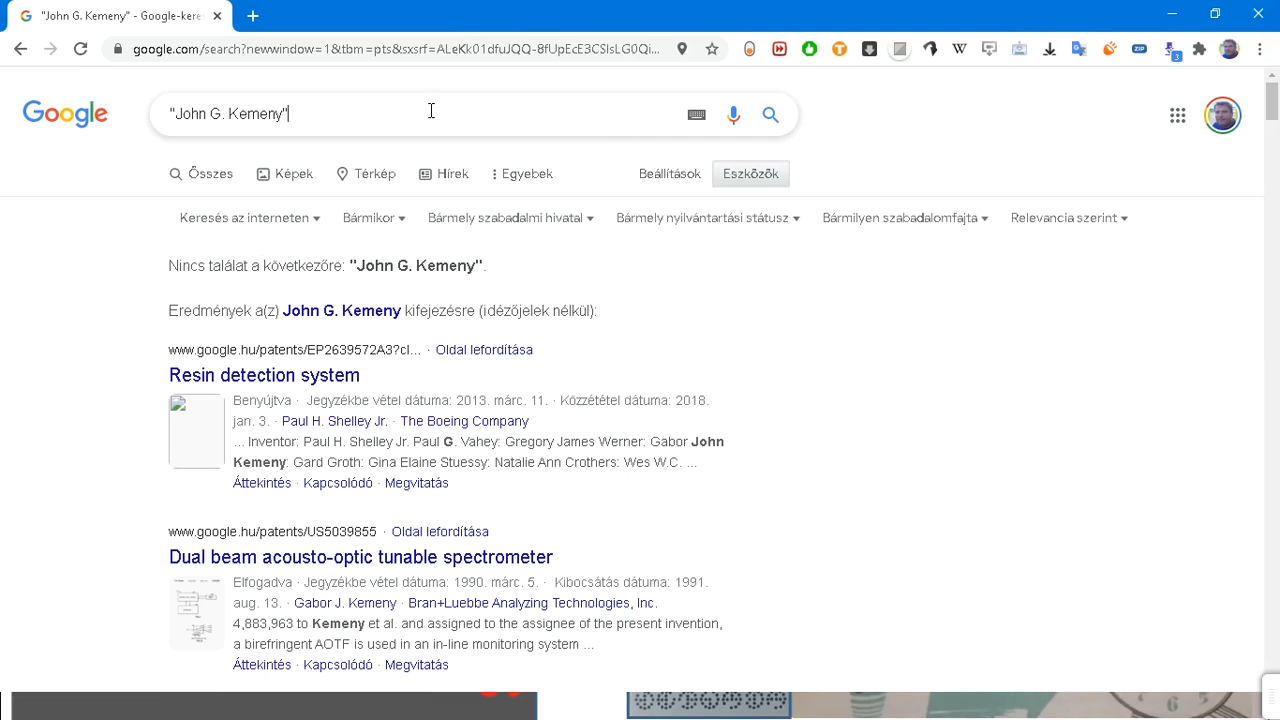 "John G. Kemeny" - Google-kere
google.com/search?newwindow=1&tbm=pts&sxsrf=ALeKk01dfuJQQ-8fUpEcE3CSIsLG0Qi...
ZIP
3
Google
"John G. Kemeny"
Összes Képek Térkép Hírek Egyebek Beállítások Eszközök
Keresés az interneten Bármikor Bármely szabadalmi hivatal Bármely nyilvántartási státusz Bármilyen szabadalomfajta Relevancia szerint
Nincs találat a következőre: "John G. Kemeny".
Eredmények a(z) John G. Kemeny kifejezésre (idézőjelek nélkül):
www.google.hu/patents/EP2639572A3?cl... · Oldal lefordítása
Resin detection system
Benyújtva · Jegyzékbe vétel dátuma: 2013. márc. 11. · Közzététel dátuma: 2018.
jan. 3. · Paul H. Shelley Jr. · The Boeing Company
... Inventor: Paul H. Shelley Jr. Paul G. Vahey: Gregory James Werner: Gabor John
Kemeny: Gard Groth: Gina Elaine Stuessy: Natalie Ann Crothers: Wes W.C. ...
Áttekintés · Kapcsolódó · Megvitatás
www.google.hu/patents/US5039855 · Oldal lefordítása
Dual beam acousto-optic tunable spectrometer
Elfogadva · Jegyzékbe vétel dátuma: 1990. márc. 5. · Kibocsátás dátuma: 1991.
aug. 13. · Gabor J. Kemeny · Bran+Luebbe Analyzing Technologies, Inc.
4,883,963 to Kemeny et al. and assigned to the assignee of the present invention,
a birefringent AOTF is used in an in-line monitoring system ...
Áttekintés · Kapcsolódó · Megvitatás